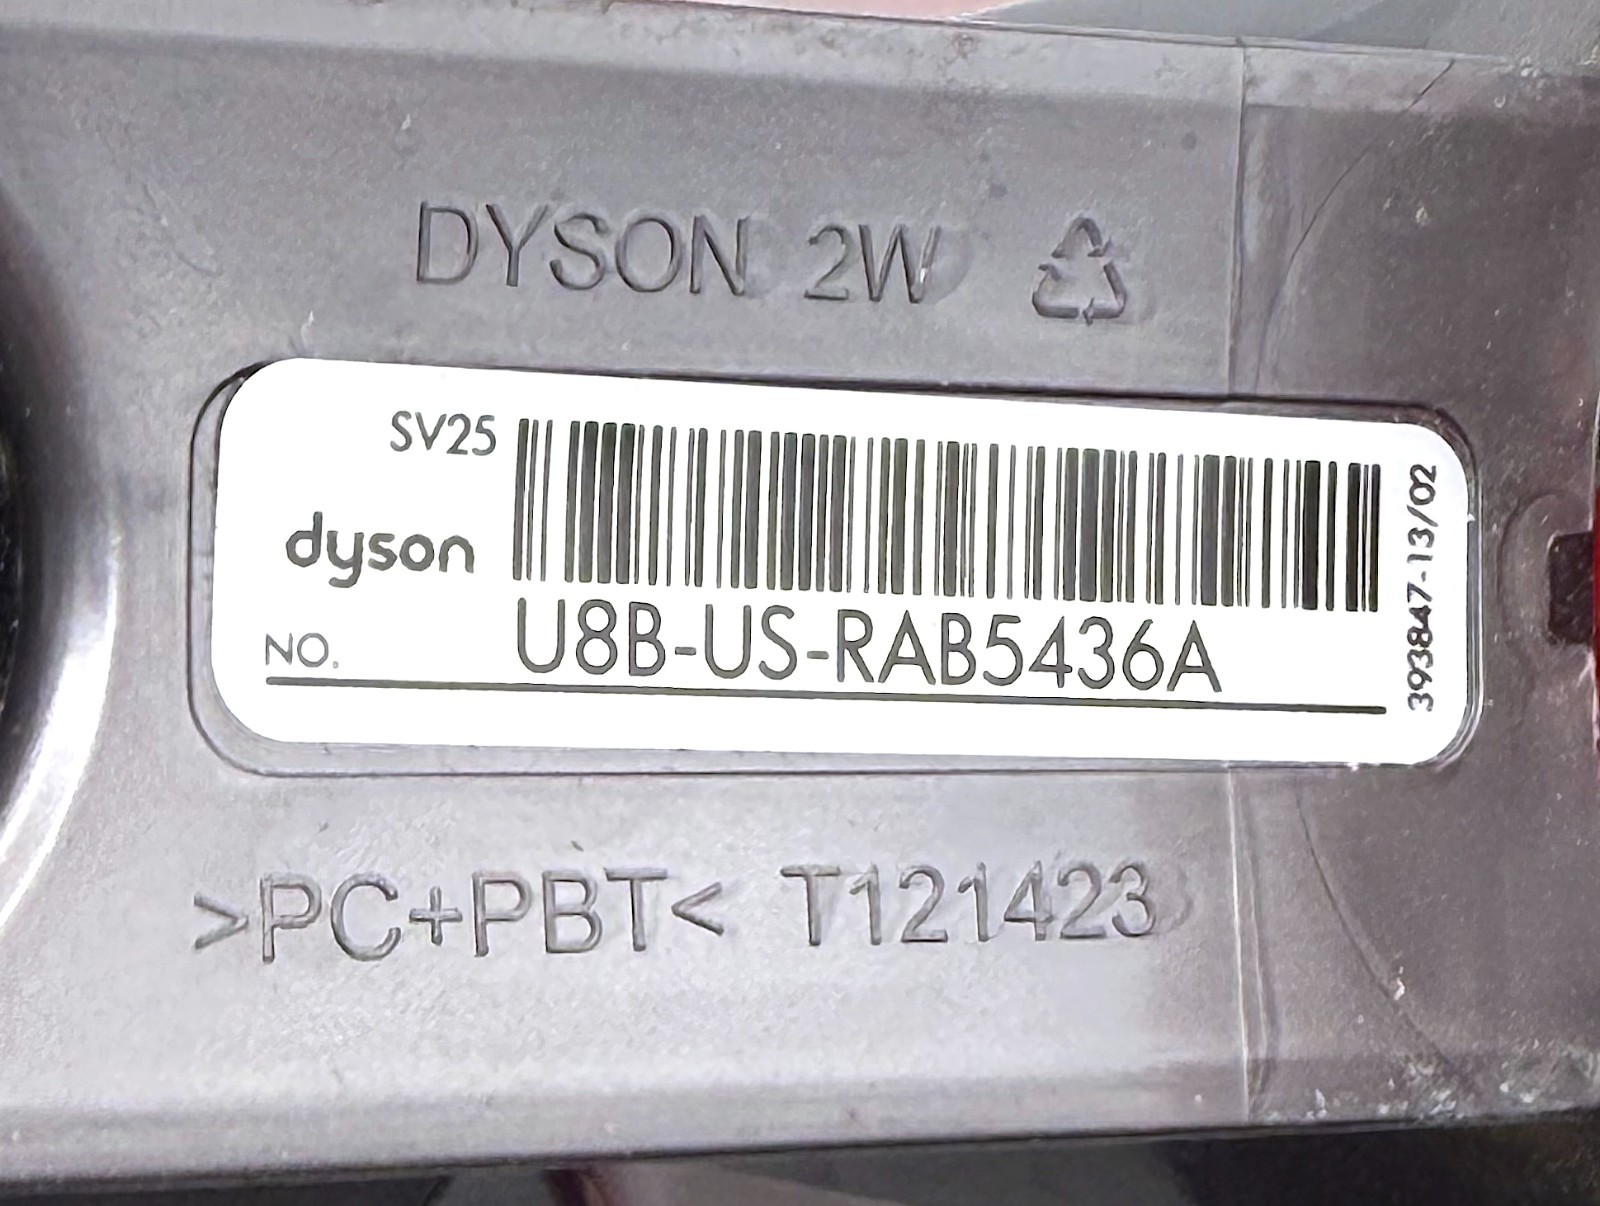 DYSON 2W
SV25
dyson
NO. U8B-US-RAB5436A
393847-13/02
>PC+PBT< T121423